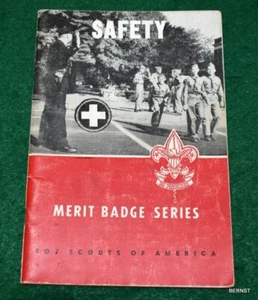 SAFETY
MERIT BADGE SERIES
BOY SCOUTS OF AMERICA
BERNST